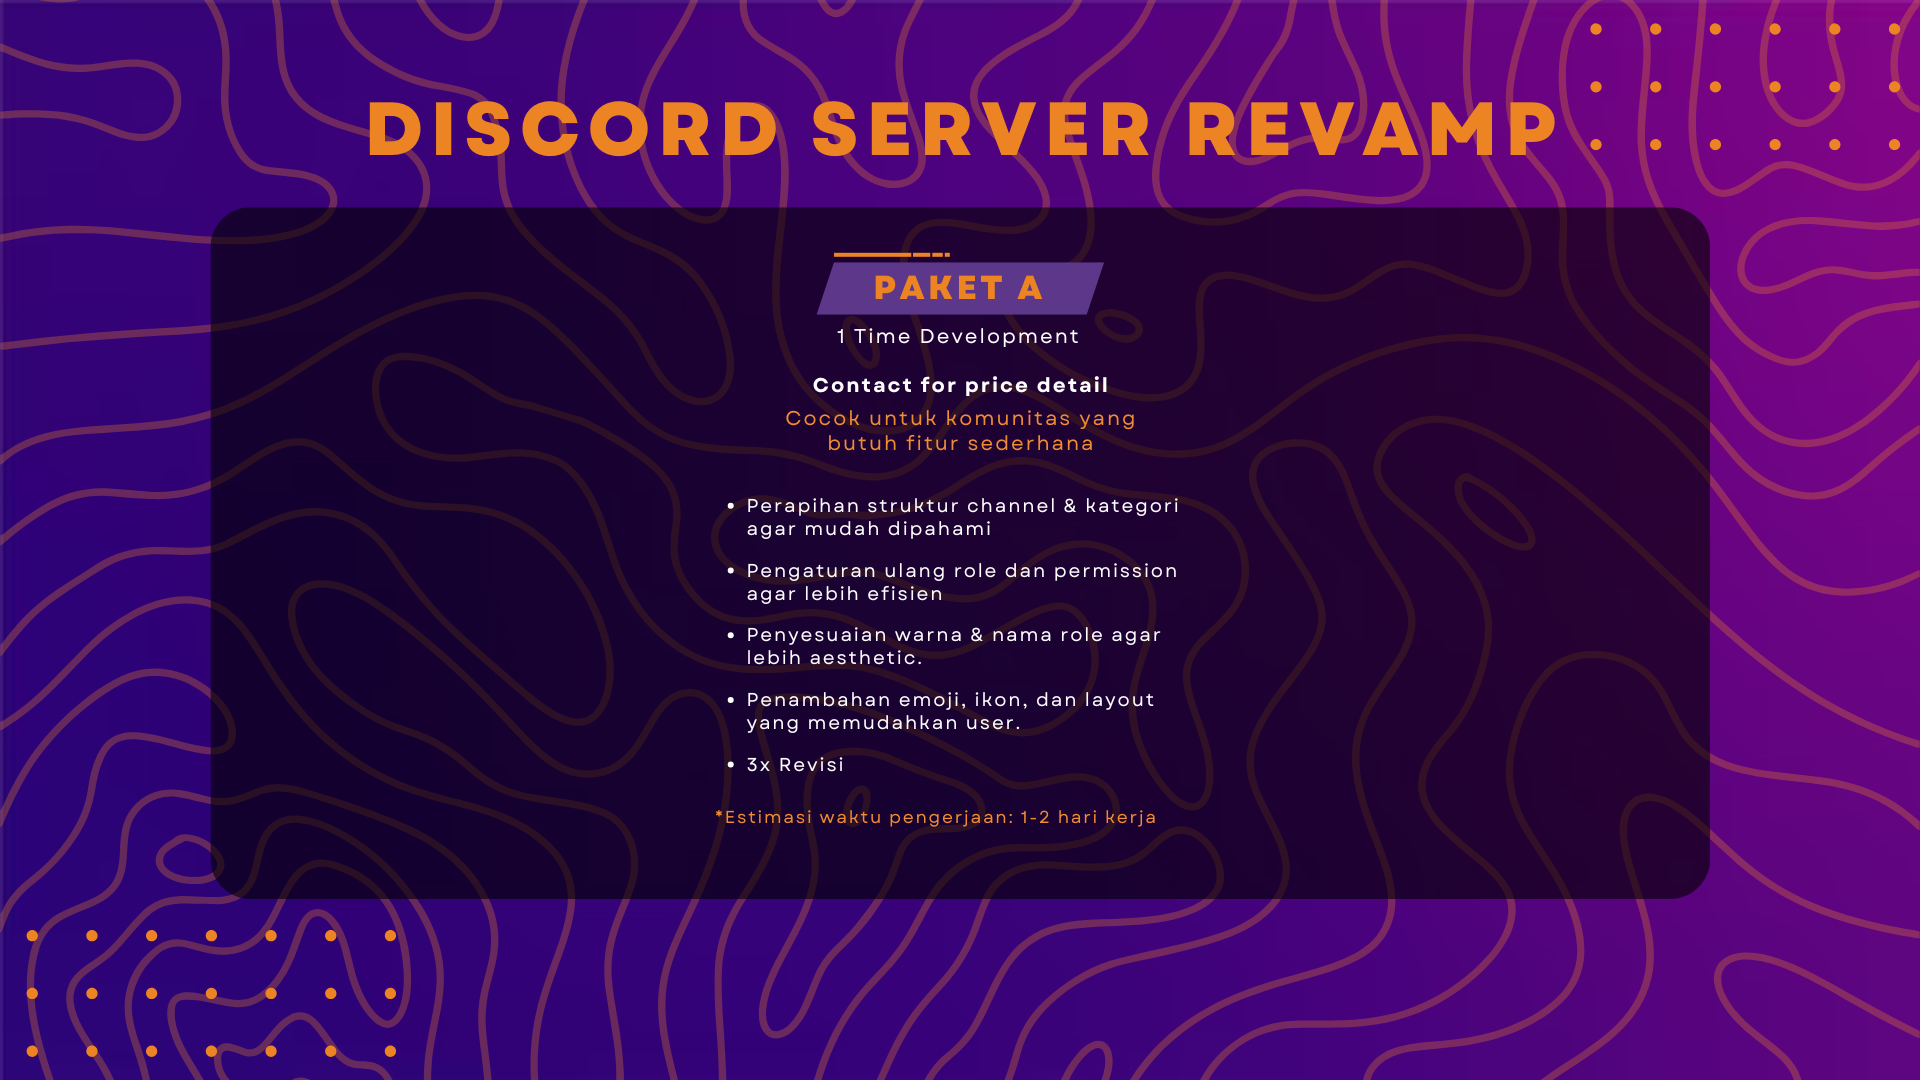 DISCORD SERVER REVAMP
PAKET A
1 Time Development
Contact for price detail
Cocok untuk komunitas yang
butuh fitur sederhana
• Perapihan struktur channel & kategori
agar mudah dipahami
• Pengaturan ulang role dan permission
agar lebih efisien
• Penyesuaian warna & nama role agar
lebih aesthetic.
• Penambahan emoji, ikon, dan layout
yang memudahkan user.
• 3x Revisi
*Estimasi waktu pengerjaan: 1-2 hari kerja